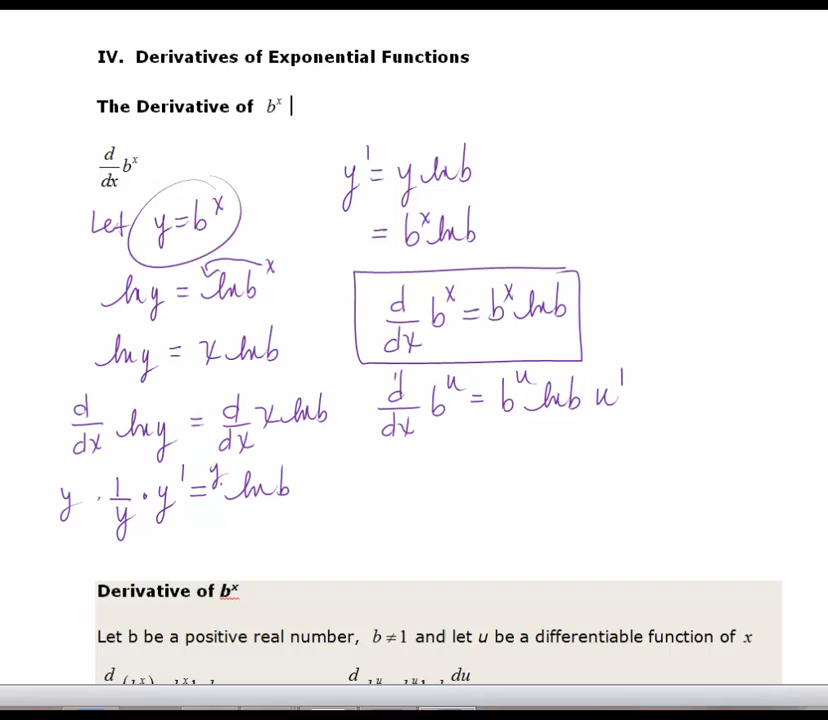 IV. Derivatives of Exponential Functions
The Derivative of b^x
d/dx b^x
Let y = b^x
ln y = ln b^x
ln y = x ln b
d/dx ln y = d/dx x ln b
y · 1/y · y' = y· ln b
y' = y ln b
= b^x ln b
d/dx b^x = b^x ln b
d/dx b^u = b^u ln b u'
Derivative of b^x
Let b be a positive real number, b ≠ 1 and let u be a differentiable function of x
d d du